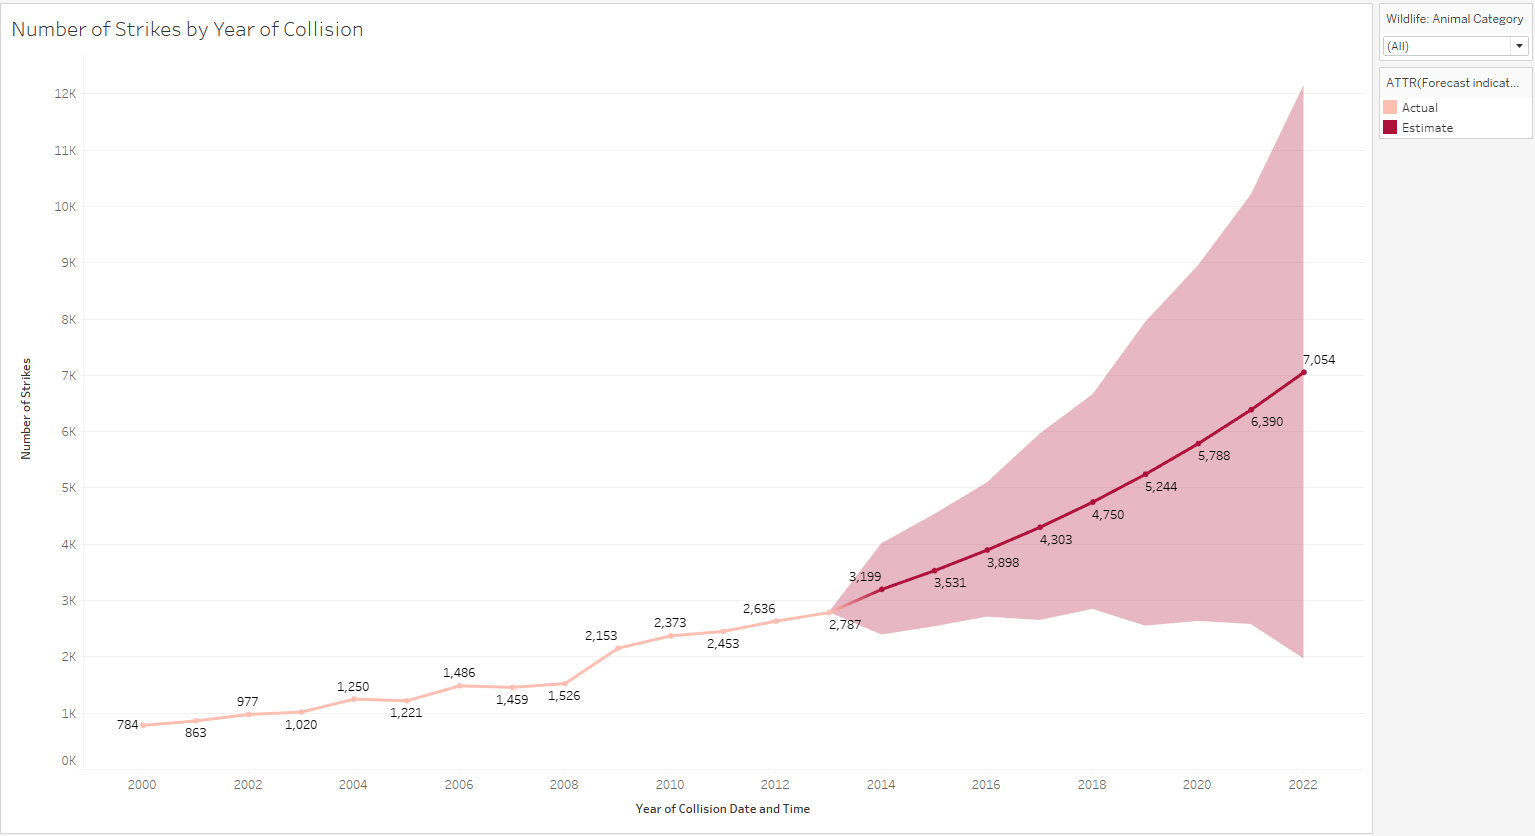 Number of Strikes by Year of Collision
Wildlife: Animal Category
(All)
ATTR(Forecast indicat...
Actual
Estimate
12K
11K
10K
9K
8K
7K
6K
5K
4K
3K
2K
1K
0K
Number of Strikes
784
863
977
1,020
1,250
1,221
1,486
1,459
1,526
2,153
2,373
2,453
2,636
2,787
3,199
3,531
3,898
4,303
4,750
5,244
5,788
6,390
7,054
2000 2002 2004 2006 2008 2010 2012 2014 2016 2018 2020 2022
Year of Collision Date and Time